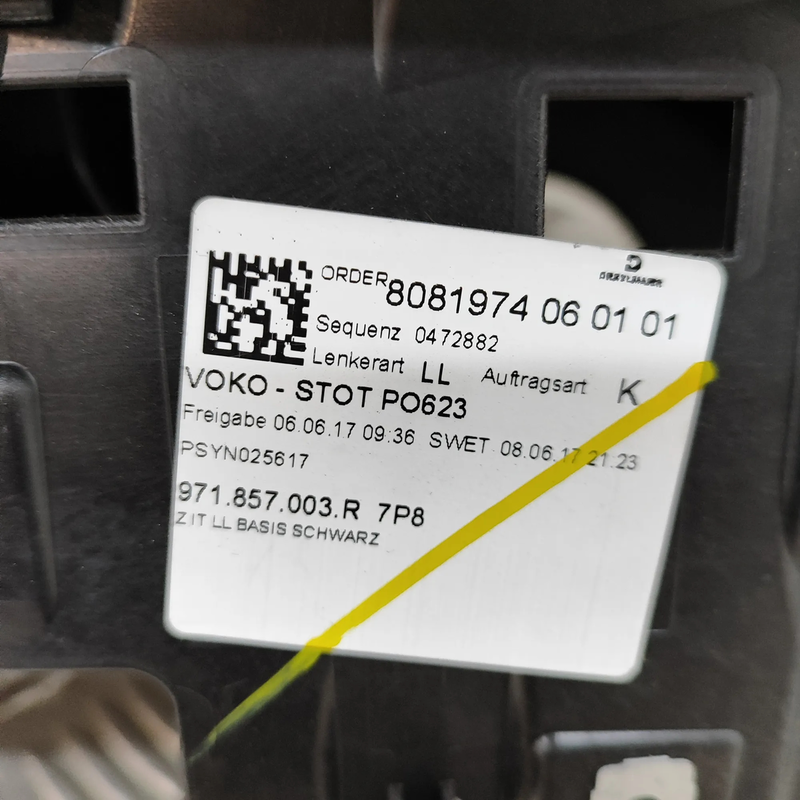 DRÄXLMAIER
ORDER 8081974 06 01 01
Sequenz 0472882
Lenkerart LL Auftragsart K
VOKO - STOT PO623
Freigabe 06.06.17 09:36 SWET 08.06.17 21.23
PSYN025617
971.857.003.R 7P8
Z IT LL BASIS SCHWARZ